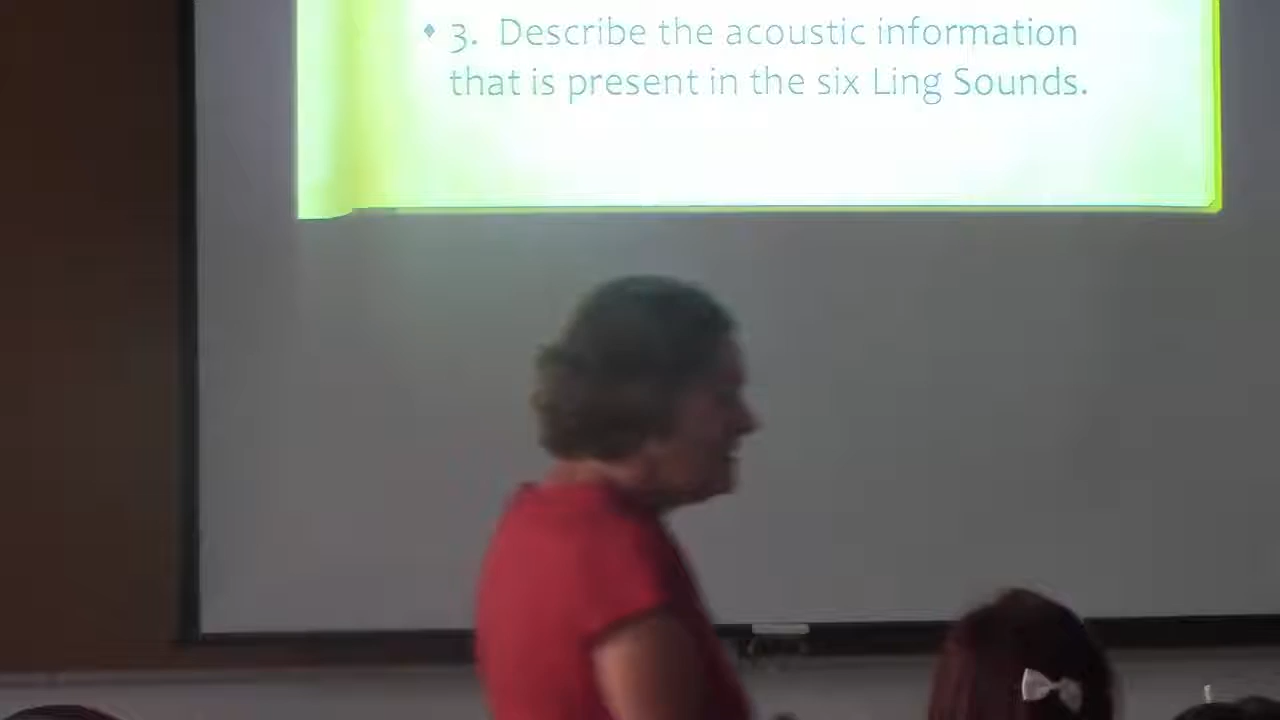 3. Describe the acoustic information
that is present in the six Ling Sounds.